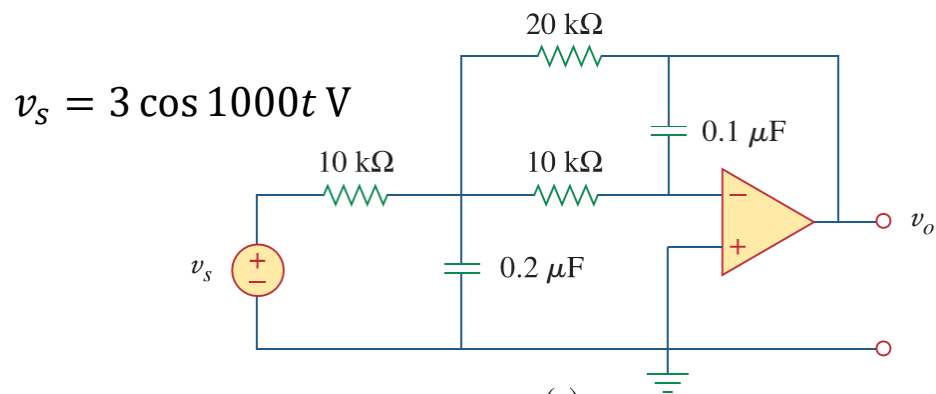 20 kΩ
v_s = 3 cos 1000t V
0.1 μF
10 kΩ
10 kΩ
−
+
v_o
v_s
+
−
0.2 μF